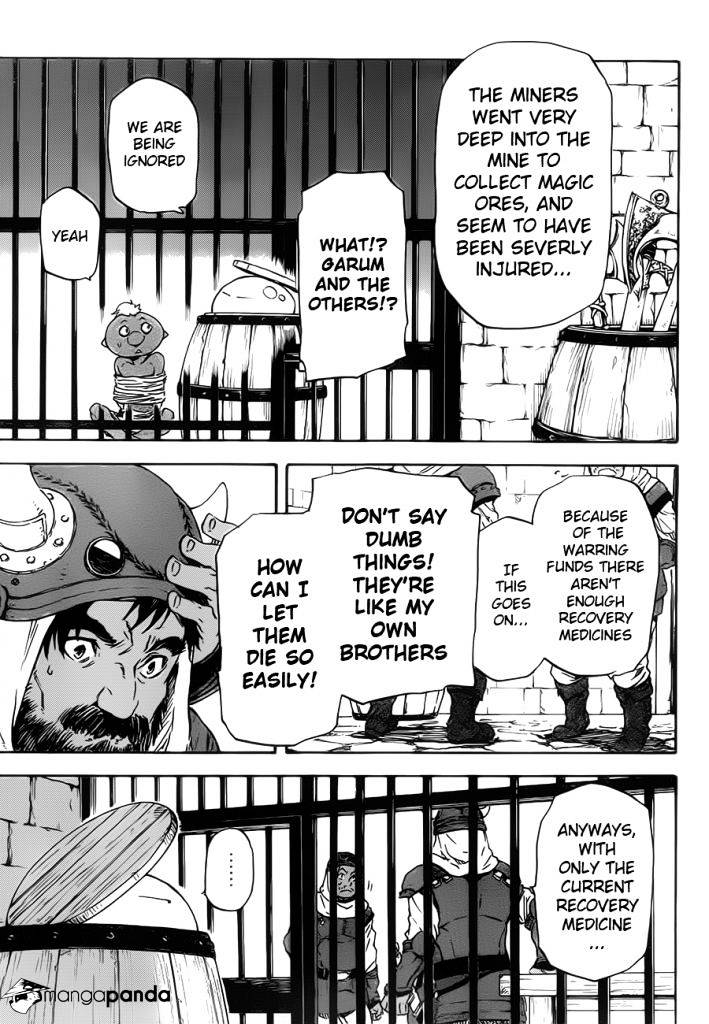 THE MINERS
WENT VERY
DEEP INTO THE
MINE TO
COLLECT MAGIC
ORES, AND
SEEM TO HAVE
BEEN SEVERLY
INJURED...
WHAT!?
GARUM
AND THE
OTHERS!?
WE ARE
BEING
IGNORED
YEAH
BECAUSE
OF THE
WARRING
FUNDS THERE
AREN'T
ENOUGH
RECOVERY
MEDICINES
IF
THIS
GOES
ON...
DON'T SAY
DUMB
THINGS!
THEY'RE
LIKE MY
OWN
BROTHERS
HOW
CAN I
LET
THEM
DIE SO
EASILY!
ANYWAYS,
WITH
ONLY THE
CURRENT
RECOVERY
MEDICINE
...
......
mangapanda